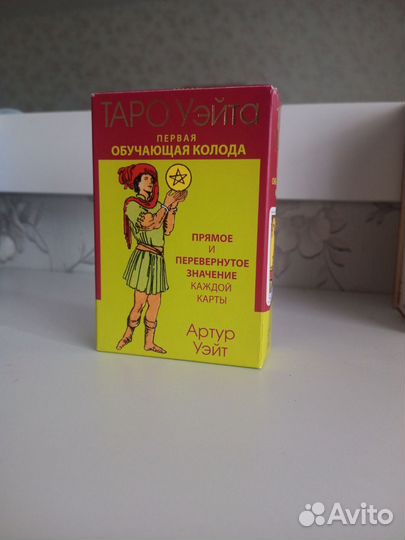 ТАРО Уэйта
ПЕРВАЯ
ОБУЧАЮЩАЯ КОЛОДА
ПРЯМОЕ
И
ПЕРЕВЕРНУТОЕ
ЗНАЧЕНИЕ
КАЖДОЙ
КАРТЫ
Артур
Уэйт
Avito